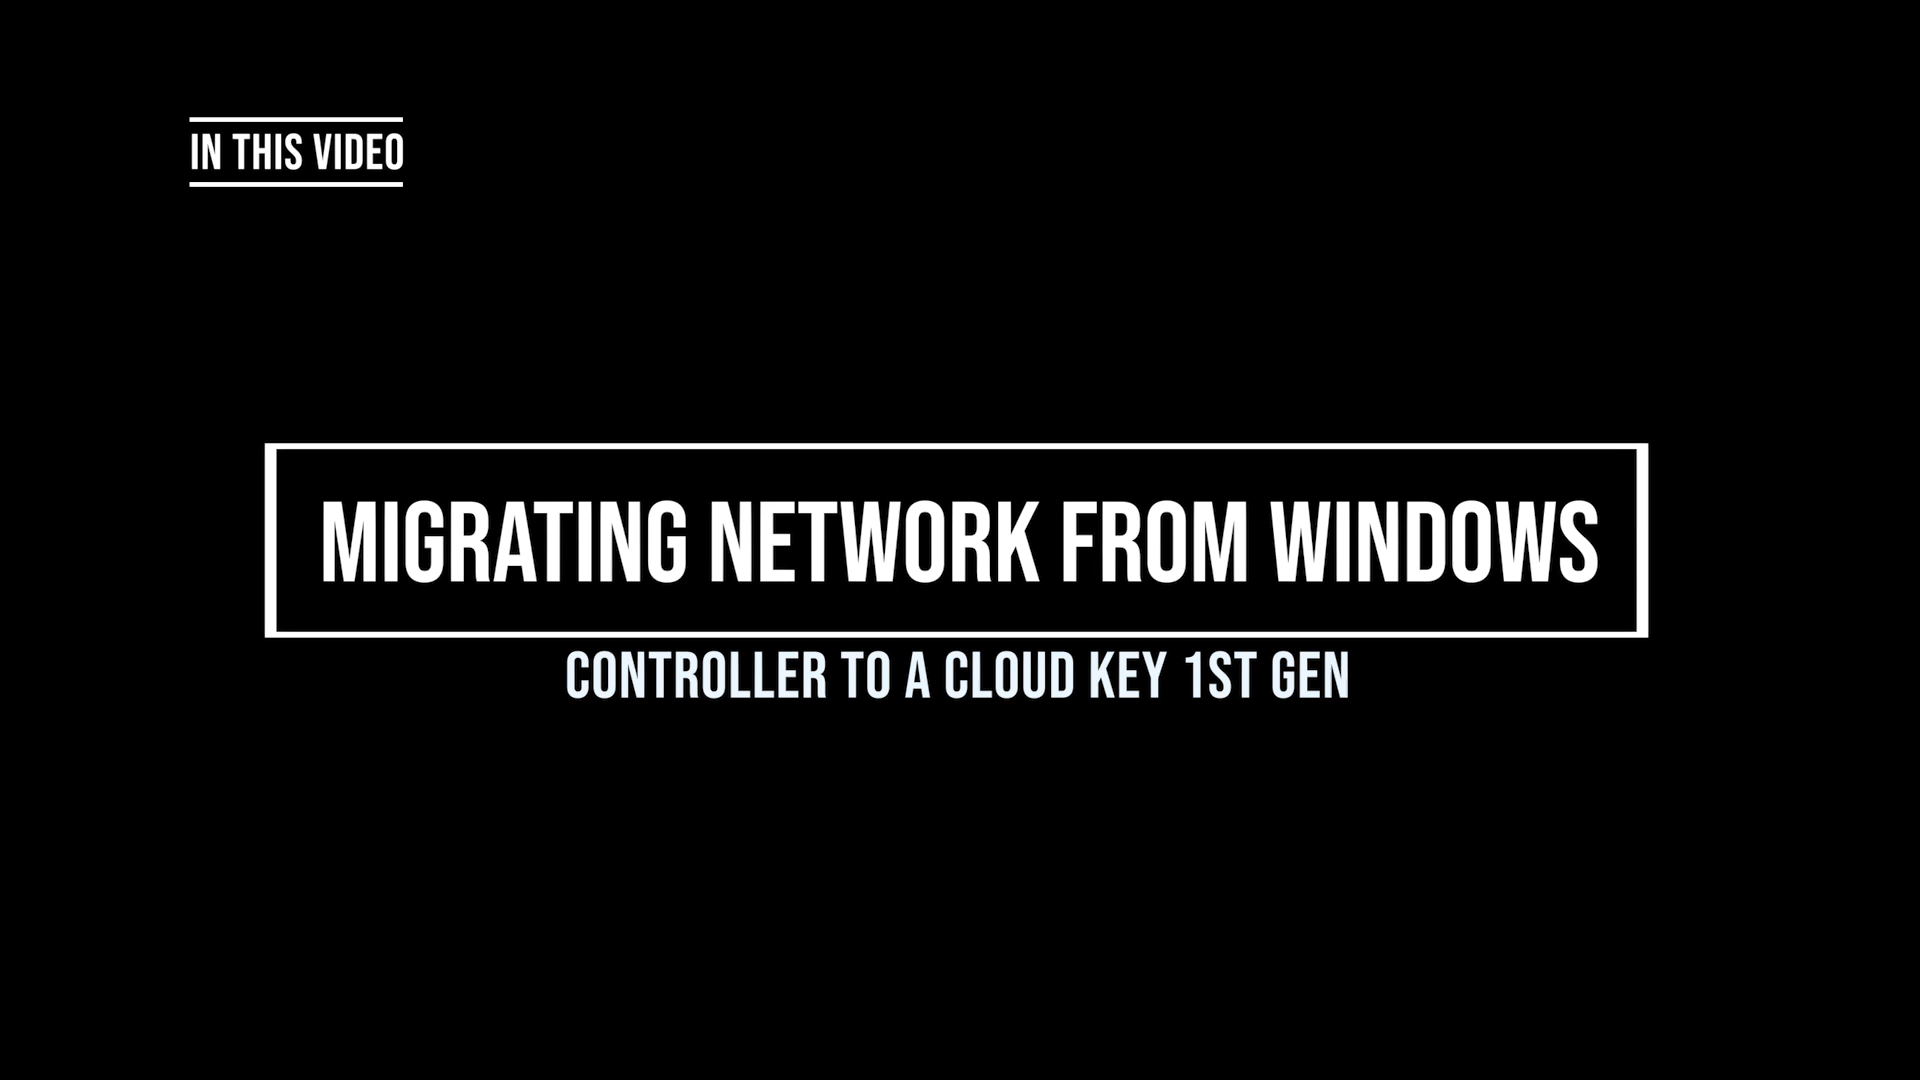 IN THIS VIDEO
MIGRATING NETWORK FROM WINDOWS
CONTROLLER TO A CLOUD KEY 1ST GEN